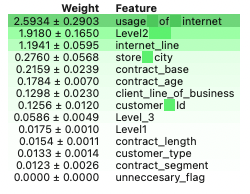 Weight Feature
2.5934 ± 0.2903 usage of internet
1.9180 ± 0.1650 Level2
1.1941 ± 0.0595 internet_line
0.2760 ± 0.0568 store city
0.2159 ± 0.0239 contract_base
0.1784 ± 0.0070 contract_age
0.1298 ± 0.0230 client_line_of_business
0.1256 ± 0.0120 customer Id
0.0586 ± 0.0049 Level_3
0.0175 ± 0.0010 Level1
0.0154 ± 0.0011 contract_length
0.0133 ± 0.0014 customer_type
0.0123 ± 0.0026 contract_segment
0.0000 ± 0.0000 unneccesary_flag